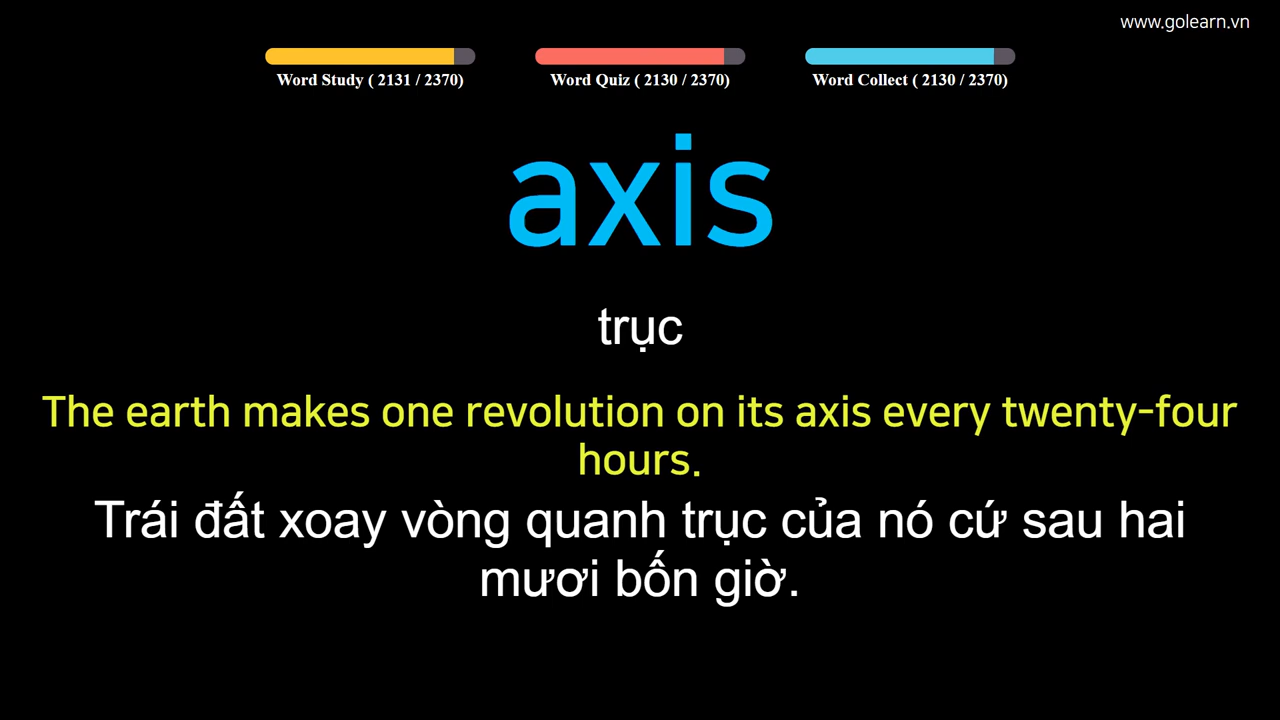 www.golearn.vn
Word Study ( 2131 / 2370)
Word Quiz ( 2130 / 2370)
Word Collect ( 2130 / 2370)
axis
trục
The earth makes one revolution on its axis every twenty-four
hours.
Trái đất xoay vòng quanh trục của nó cứ sau hai
mươi bốn giờ.